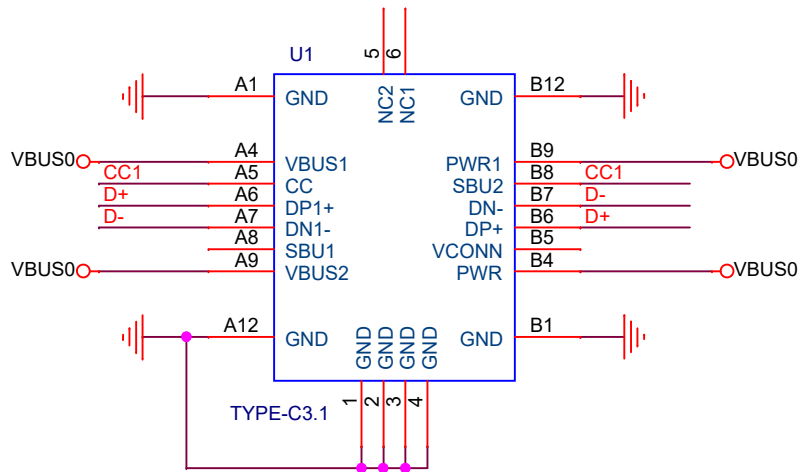 5 6
U1
A1 GND NC2 NC1 GND B12
VBUS0 A4 VBUS1 PWR1 B9 VBUS0
CC1 A5 CC SBU2 B8 CC1
D+ A6 DP1+ DN- B7 D-
D- A7 DN1- DP+ B6 D+
A8 SBU1 VCONN B5
VBUS0 A9 VBUS2 PWR B4 VBUS0
A12 GND GND GND GND GND GND B1
1 2 3 4
TYPE-C3.1